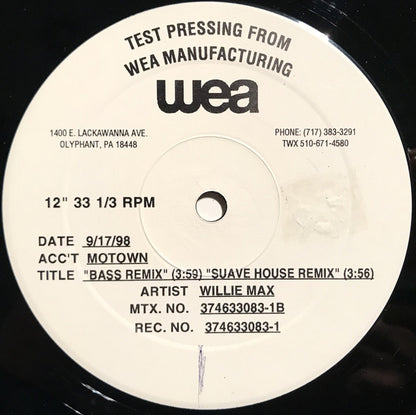 TEST PRESSING FROM
WEA MANUFACTURING
wea
1400 E. LACKAWANNA AVE.
OLYPHANT, PA 18448
PHONE: (717) 383-3291
TWX 510-671-4580
12" 33 1/3 RPM
DATE 9/17/98
ACC'T MOTOWN
TITLE "BASS REMIX" (3:59) "SUAVE HOUSE REMIX" (3:56)
ARTIST WILLIE MAX
MTX. NO. 374633083-1B
REC. NO. 374633083-1